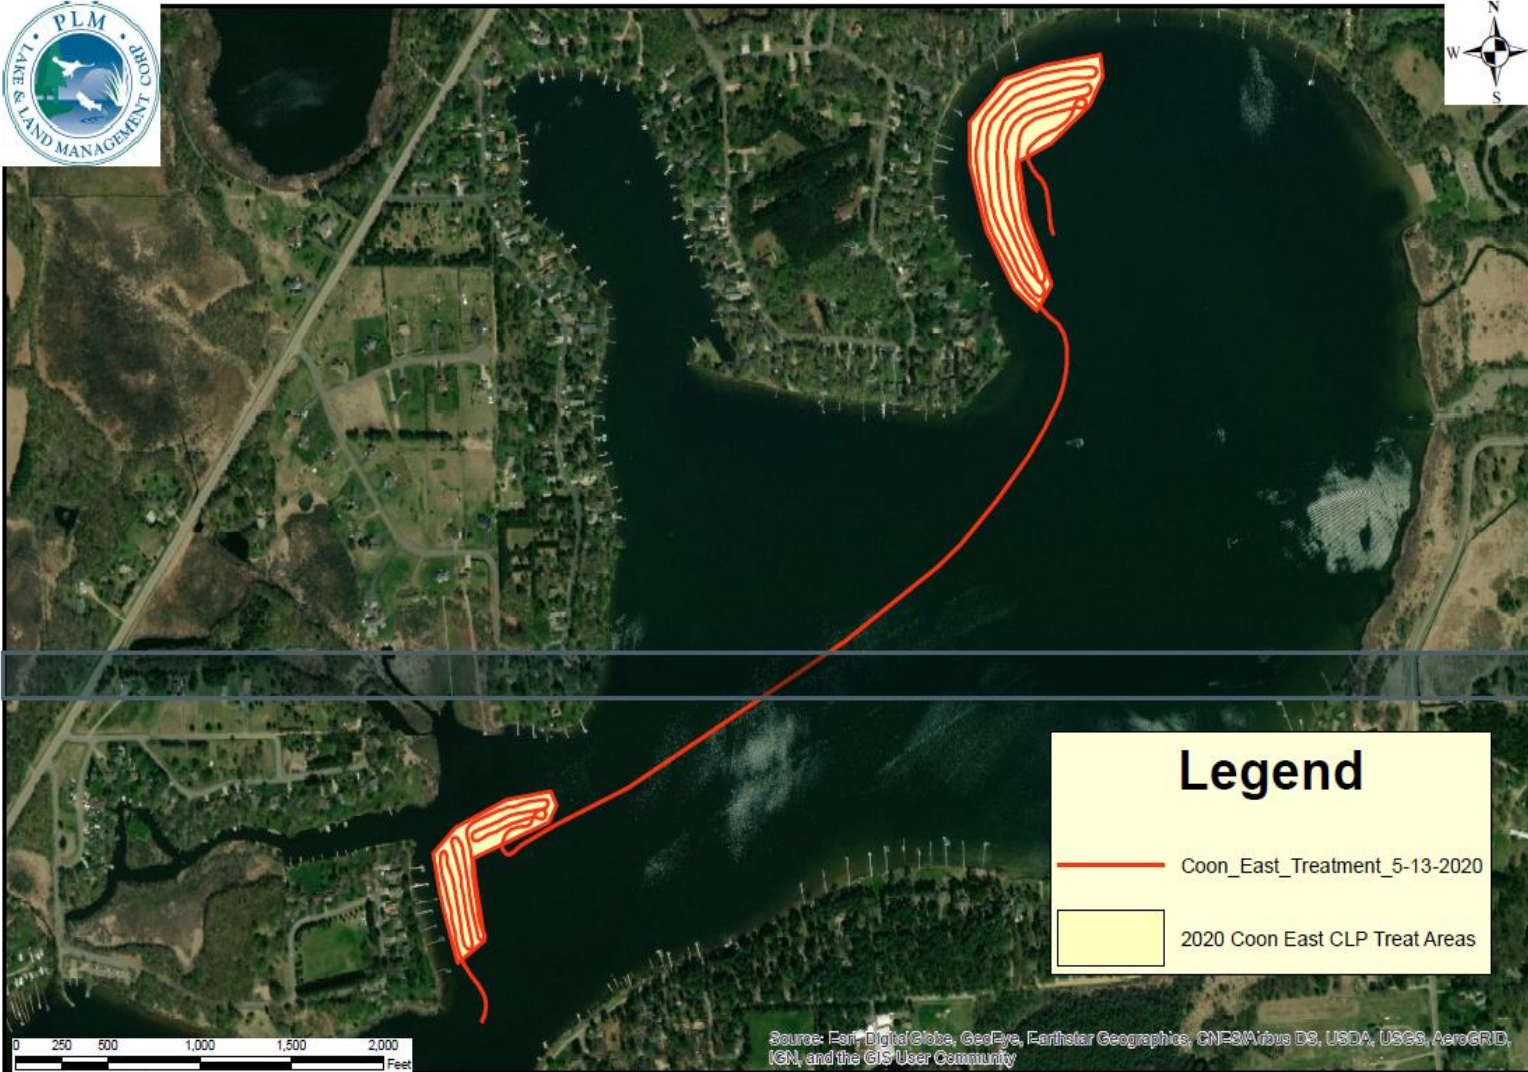 PLM
LAKE & LAND MANAGEMENT CORP
N
W
S
Legend
Coon_East_Treatment_5-13-2020
2020 Coon East CLP Treat Areas
0 250 500 1,000 1,500 2,000
Feet
Source: Esri, DigitalGlobe, GeoEye, Earthstar Geographics, CNES/Airbus DS, USDA, USGS, AeroGRID,
IGN, and the GIS User Community